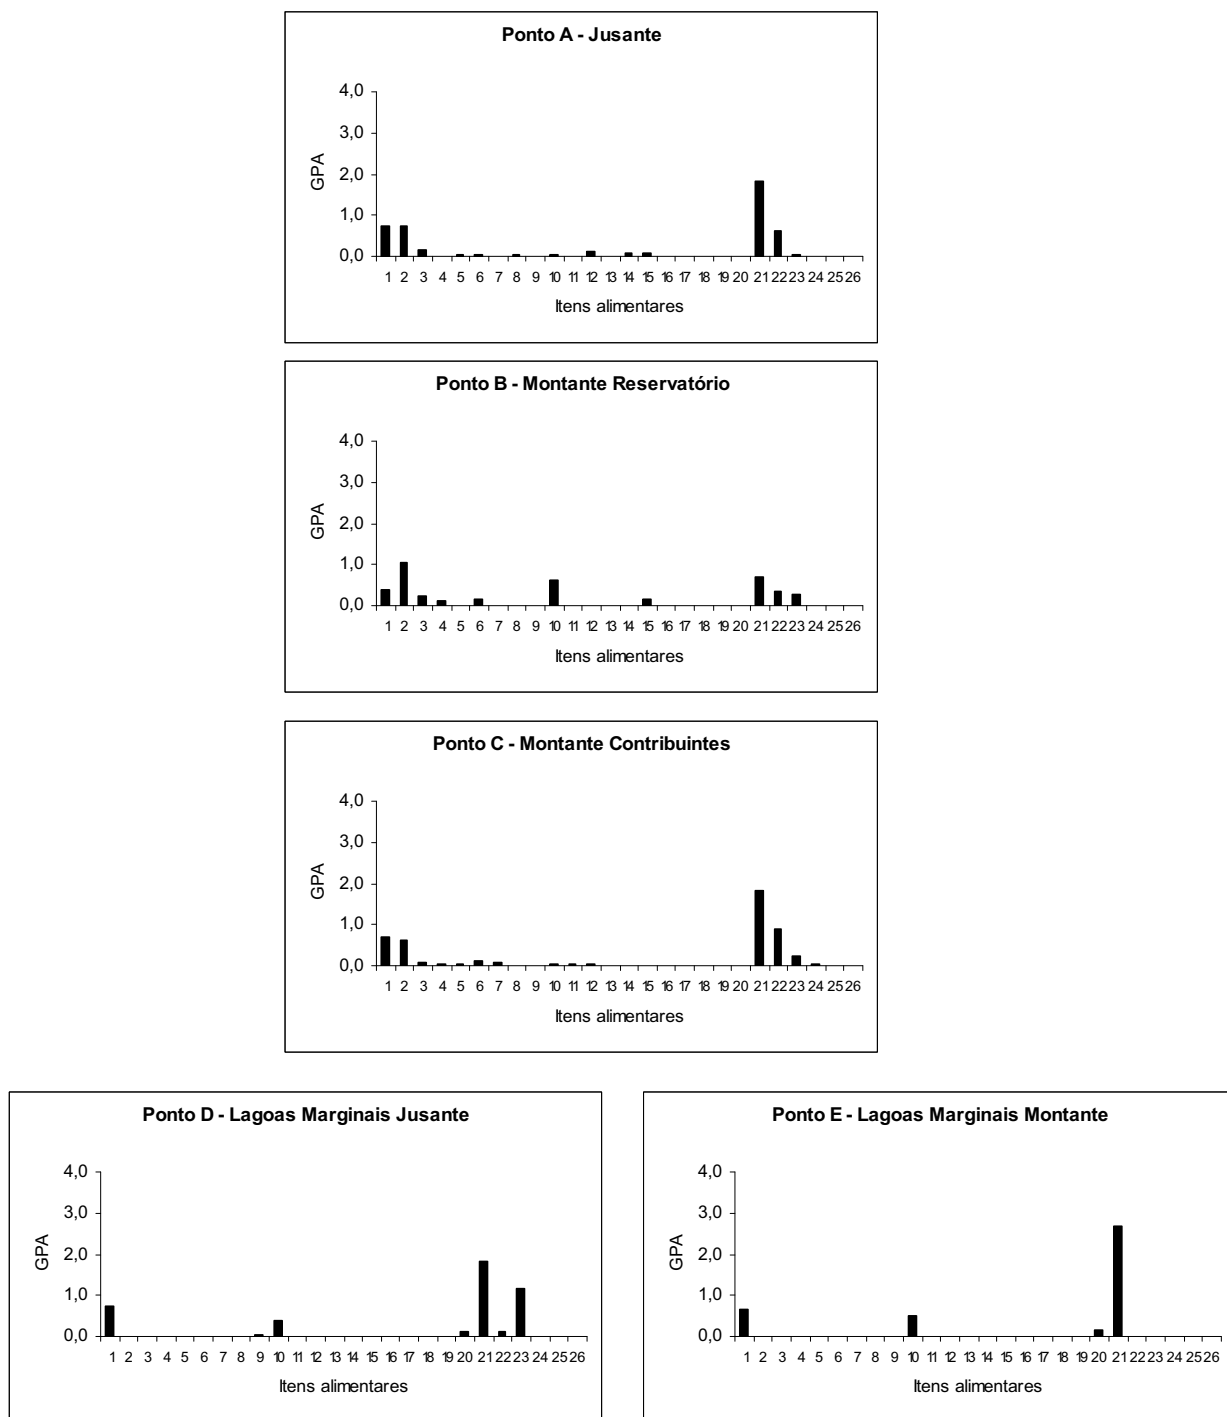 Ponto A - Jusante
4,0
3,0
2,0
1,0
0,0
GPA
1 2 3 4 5 6 7 8 9 10 11 12 13 14 15 16 17 18 19 20 21 22 23 24 25 26
Itens alimentares
Ponto B - Montante Reservatório
4,0
3,0
2,0
1,0
0,0
GPA
1 2 3 4 5 6 7 8 9 10 11 12 13 14 15 16 17 18 19 20 21 22 23 24 25 26
Itens alimentares
Ponto C - Montante Contribuintes
4,0
3,0
2,0
1,0
0,0
GPA
1 2 3 4 5 6 7 8 9 10 11 12 13 14 15 16 17 18 19 20 21 22 23 24 25 26
Itens alimentares
Ponto D - Lagoas Marginais Jusante
4,0
3,0
2,0
1,0
0,0
GPA
1 2 3 4 5 6 7 8 9 10 11 12 13 14 15 16 17 18 19 20 21 22 23 24 25 26
Itens alimentares
Ponto E - Lagoas Marginais Montante
4,0
3,0
2,0
1,0
0,0
GPA
1 2 3 4 5 6 7 8 9 10 11 12 13 14 15 16 17 18 19 20 21 22 23 24 25 26
Itens alimentares